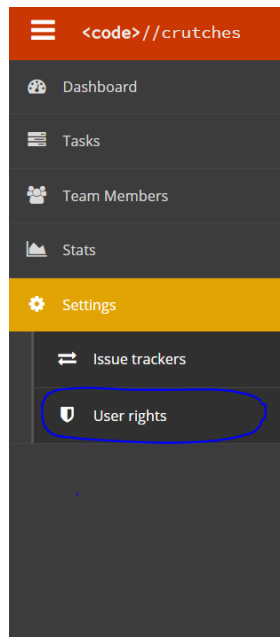 <code>//crutches
Dashboard
Tasks
Team Members
Stats
Settings
Issue trackers
User rights